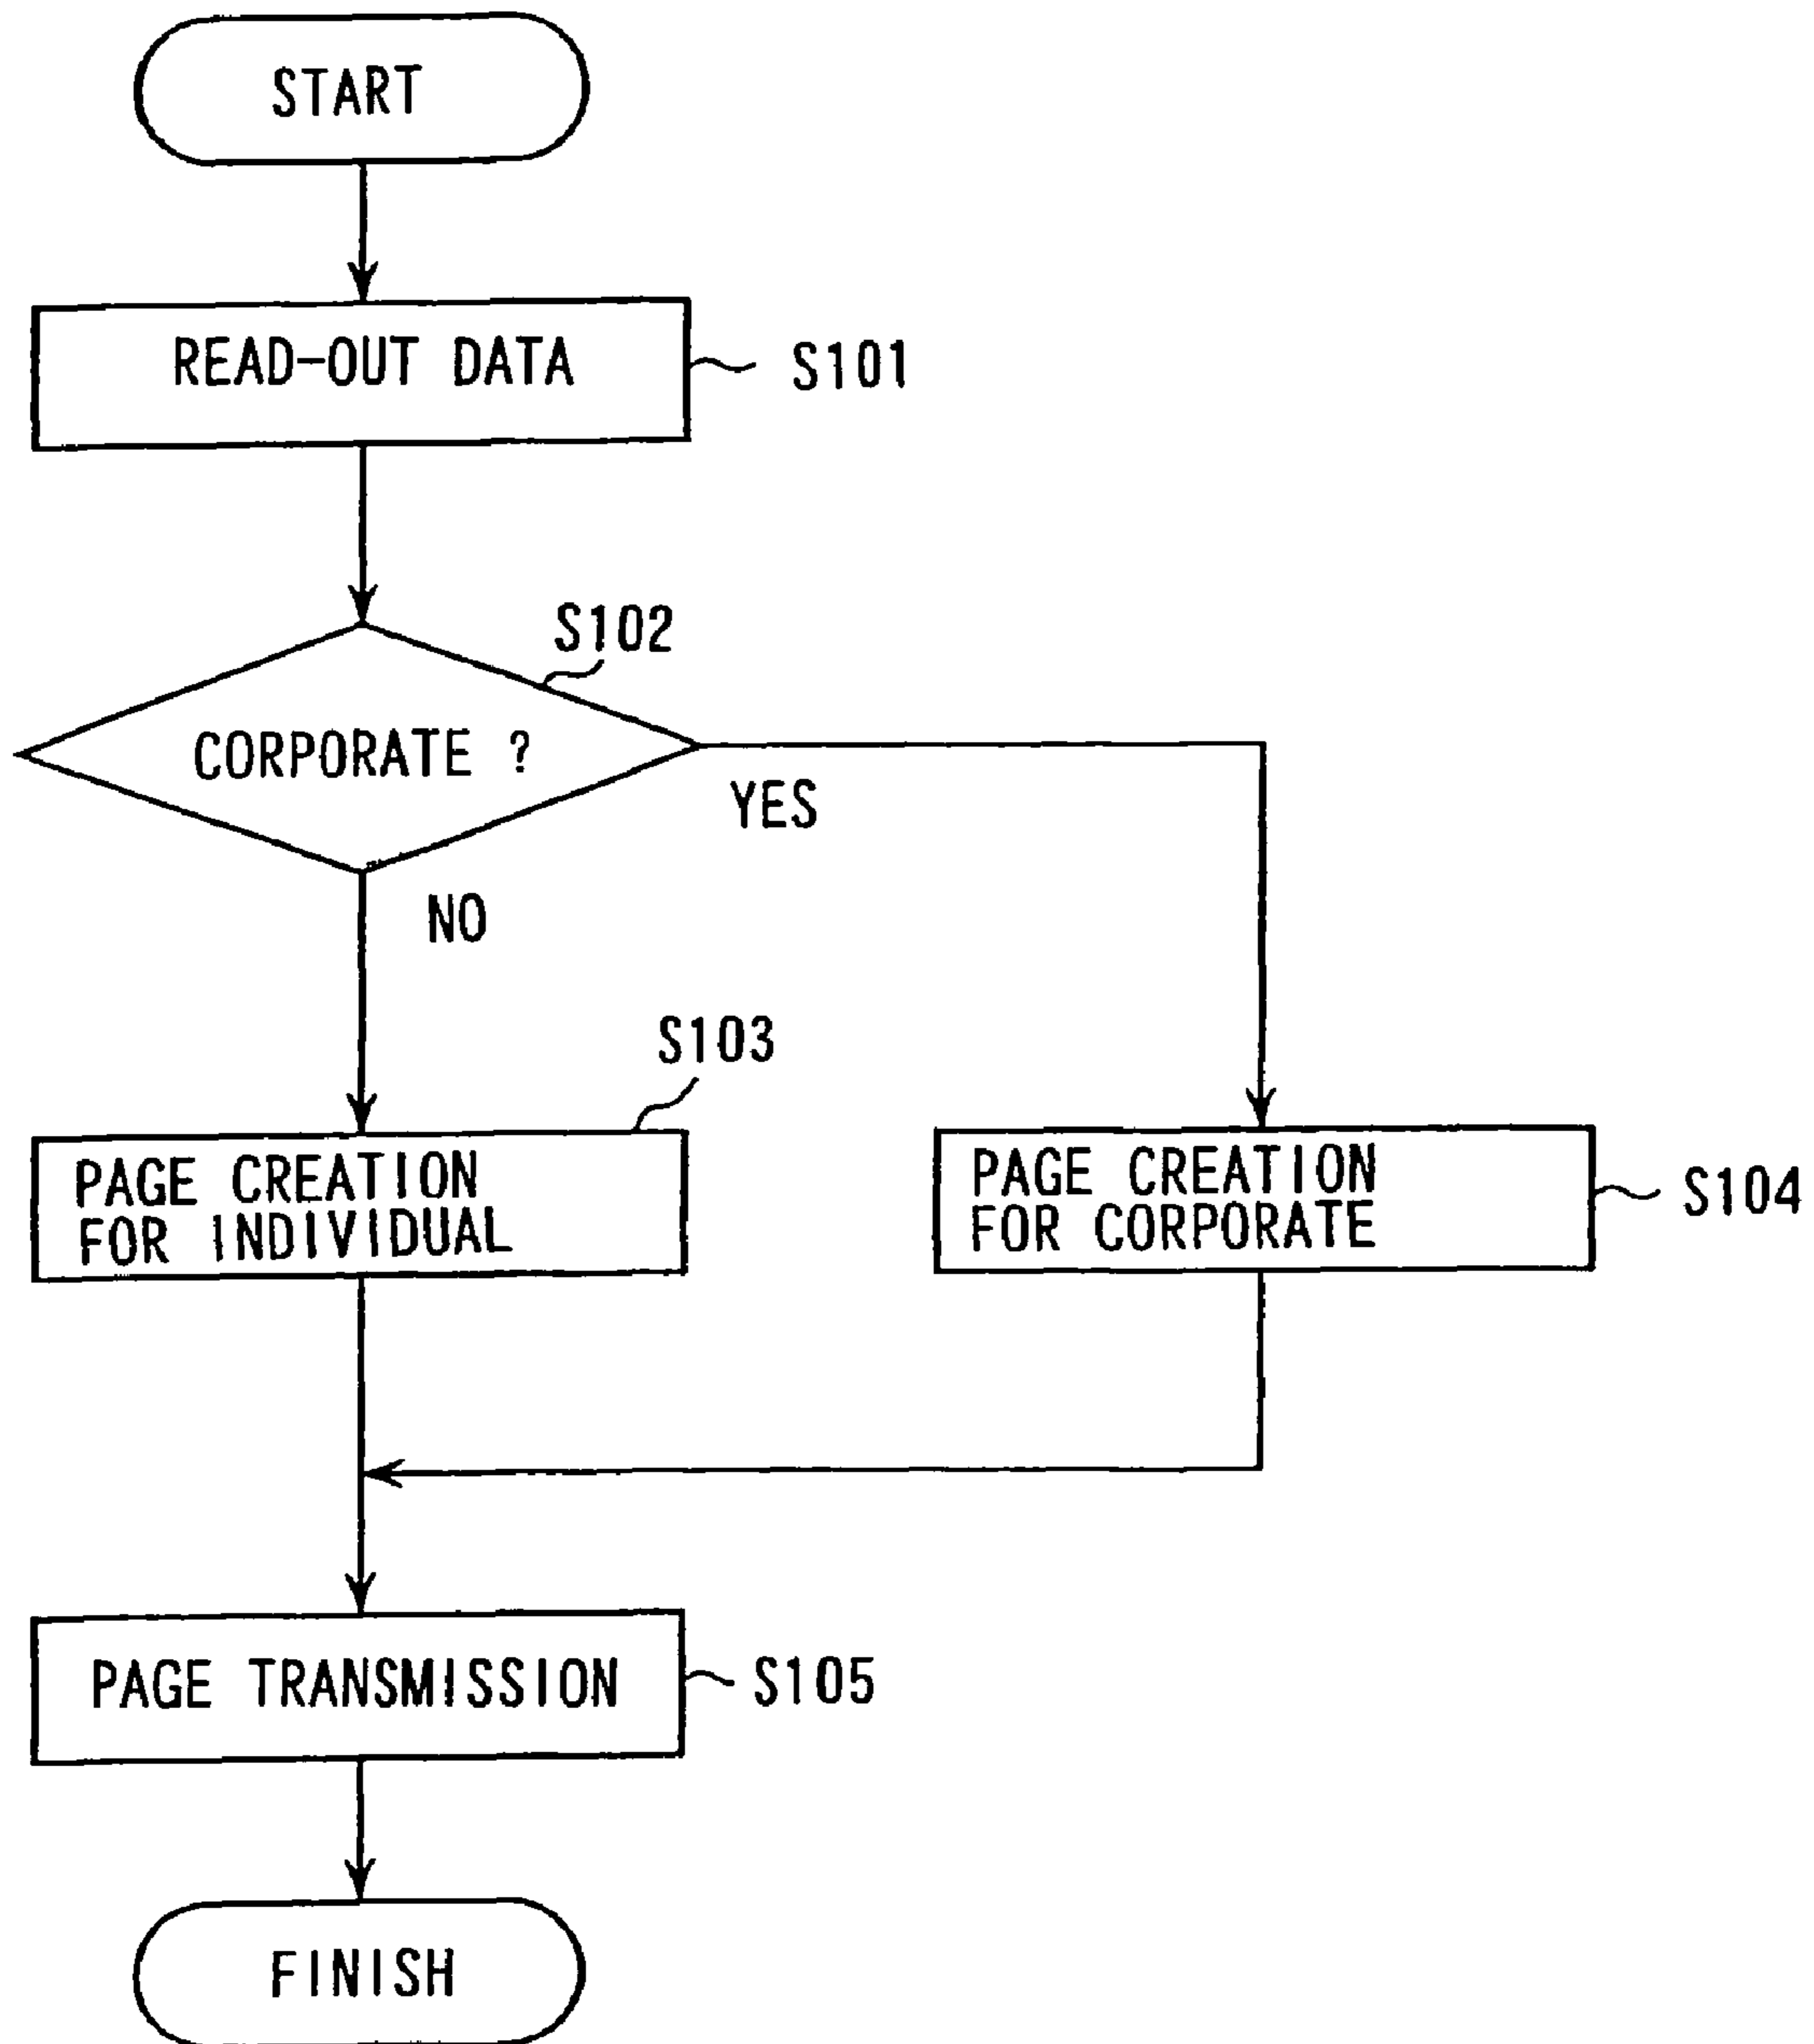 START
READ-OUT DATA
S101
S102
CORPORATE ?
YES
NO
S103
PAGE CREATION
FOR INDIVIDUAL
PAGE CREATION
FOR CORPORATE
S104
PAGE TRANSMISSION
S105
FINISH